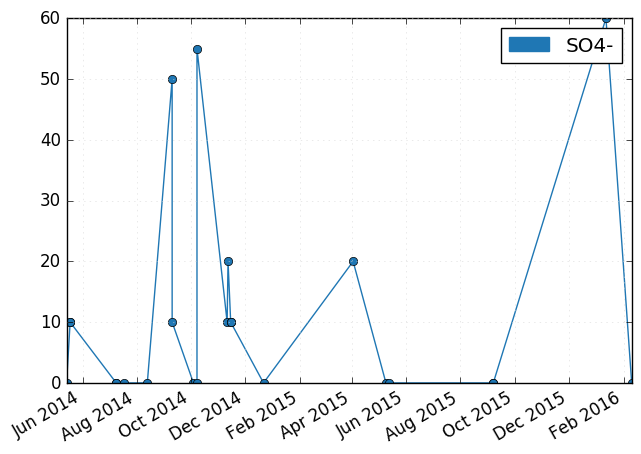 60
SO4-
50
40
30
20
10
0
Jun 2014
Aug 2014
Oct 2014
Dec 2014
Feb 2015
Apr 2015
Jun 2015
Aug 2015
Oct 2015
Dec 2015
Feb 2016